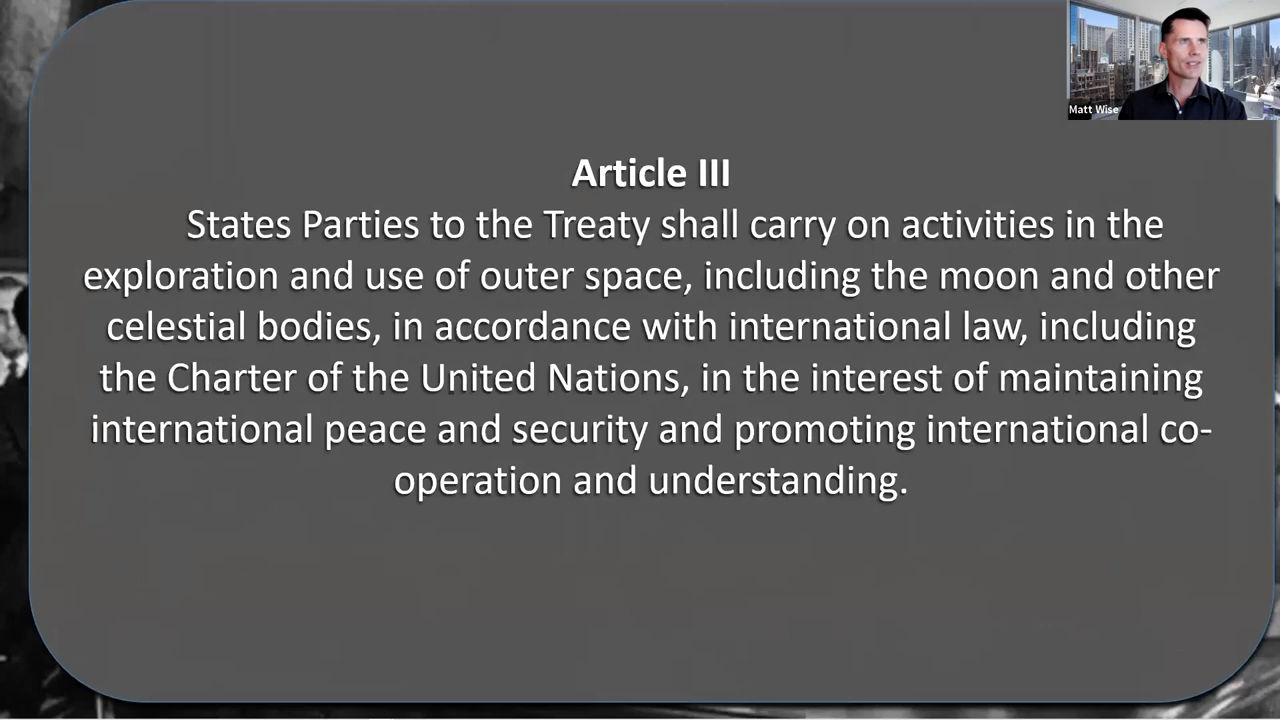 Matt Wise
Article III
States Parties to the Treaty shall carry on activities in the
exploration and use of outer space, including the moon and other
celestial bodies, in accordance with international law, including
the Charter of the United Nations, in the interest of maintaining
international peace and security and promoting international co-
operation and understanding.